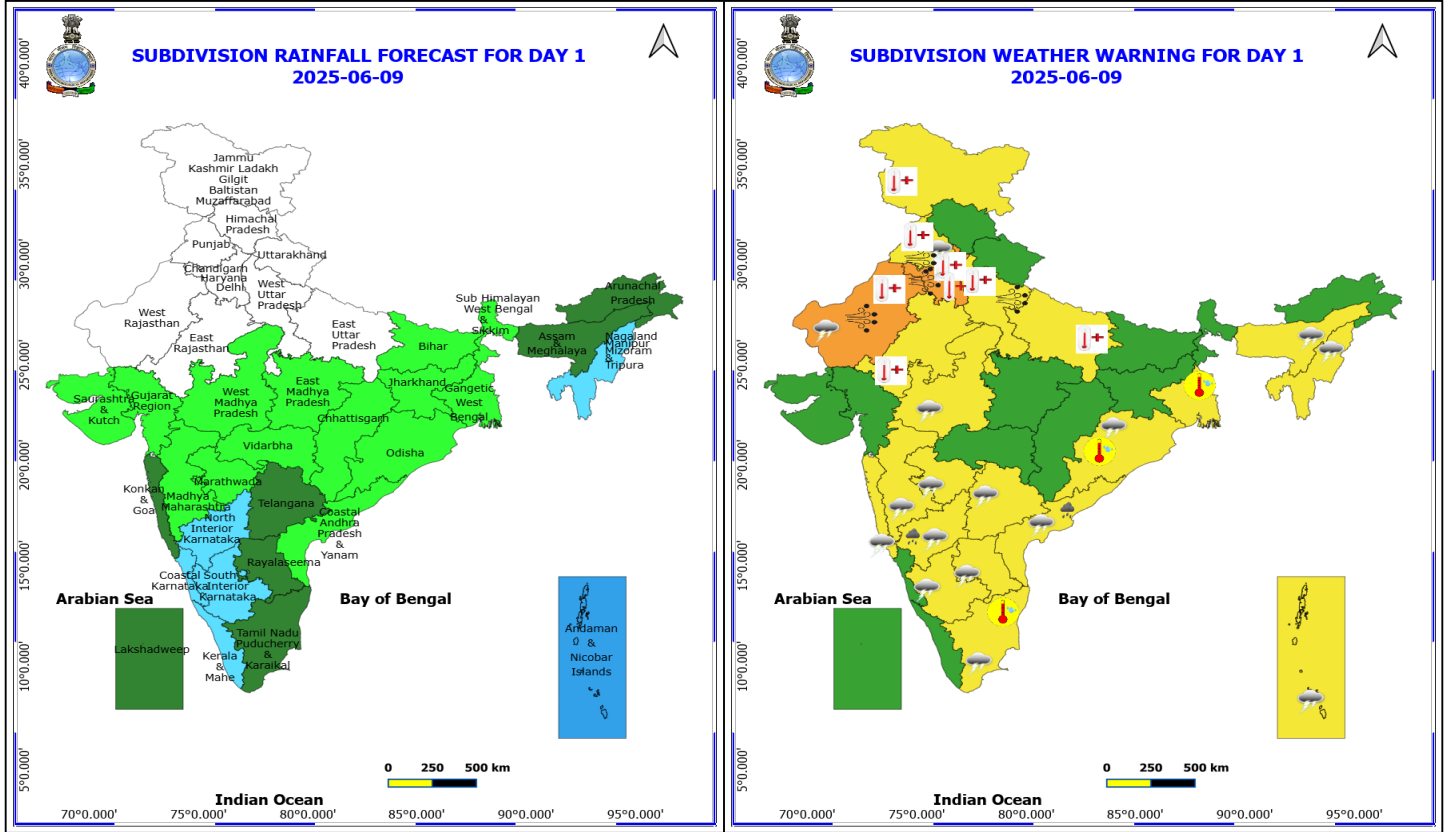 SUBDIVISION RAINFALL FORECAST FOR DAY 1
2025-06-09
40°0.000'
35°0.000'
30°0.000'
25°0.000'
20°0.000'
15°0.000'
10°0.000'
5°0.000'
Jammu
Kashmir Ladakh
Gilgit
Baltistan
Muzaffarabad
Himachal
Pradesh
Punjab
Uttarakhand
Chandigarh
Haryana
Delhi
West
Uttar
Pradesh
West
Rajasthan
East
Rajasthan
East
Uttar
Pradesh
Sub Himalayan
West Bengal
&
Sikkim
Arunachal
Pradesh
Assam
&
Meghalaya
Nagaland
Manipur
Mizoram
&
Tripura
Bihar
Jharkhand
Gangetic
West
Bengal
Saurashtra
&
Kutch
Gujarat
Region
West
Madhya
Pradesh
East
Madhya
Pradesh
Chhattisgarh
Vidarbha
Odisha
Konkan
&
Goa
Madhya
Maharashtra
Marathwada
Telangana
North
Interior
Karnataka
Coastal
Andhra
Pradesh
&
Yanam
Rayalaseema
Coastal
Karnataka
South
Interior
Karnataka
Arabian Sea
Bay of Bengal
Lakshadweep
Kerala
&
Mahe
Tamil Nadu
Puducherry
&
Karaikal
Andaman
&
Nicobar
Islands
0 250 500 km
Indian Ocean
70°0.000' 75°0.000' 80°0.000' 85°0.000' 90°0.000' 95°0.000'
SUBDIVISION WEATHER WARNING FOR DAY 1
2025-06-09
40°0.000'
35°0.000'
30°0.000'
25°0.000'
20°0.000'
15°0.000'
10°0.000'
5°0.000'
Arabian Sea
Bay of Bengal
0 250 500 km
Indian Ocean
70°0.000' 75°0.000' 80°0.000' 85°0.000' 90°0.000' 95°0.000'